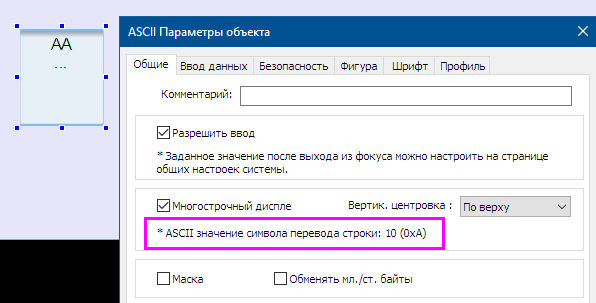 AA
...
ASCII Параметры объекта
Общие
Ввод данных
Безопасность
Фигура
Шрифт
Профиль
Комментарий:
Разрешить ввод
* Заданное значение после выхода из фокуса можно настроить на странице
общих настроек системы.
Многострочный диспле
Вертик. центровка :
По верху
* ASCII значение символа перевода строки: 10 (0xA)
Маска
Обменять мл./ст. байты